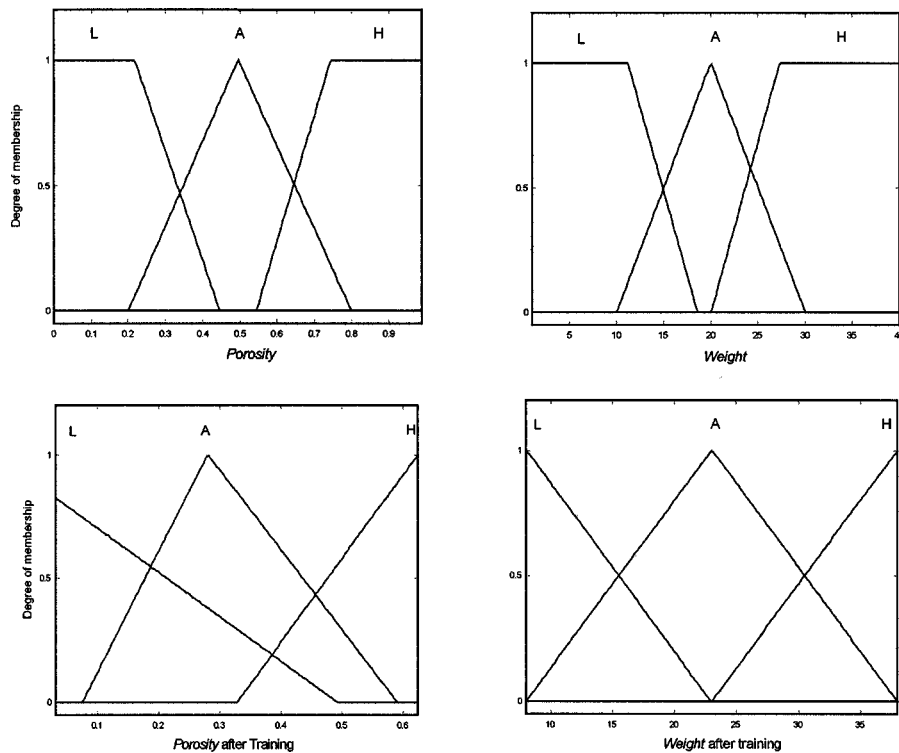 L A H
1
0.5
0
Degree of membership
0 0.1 0.2 0.3 0.4 0.5 0.6 0.7 0.8 0.9
Porosity
L A H
1
0.5
0
5 10 15 20 25 30 35 4
Weight
L A H
1
0.5
0
Degree of membership
0.1 0.2 0.3 0.4 0.5 0.6
Porosity after Training
L A H
1
0.5
0
10 15 20 25 30 35
Weight after training